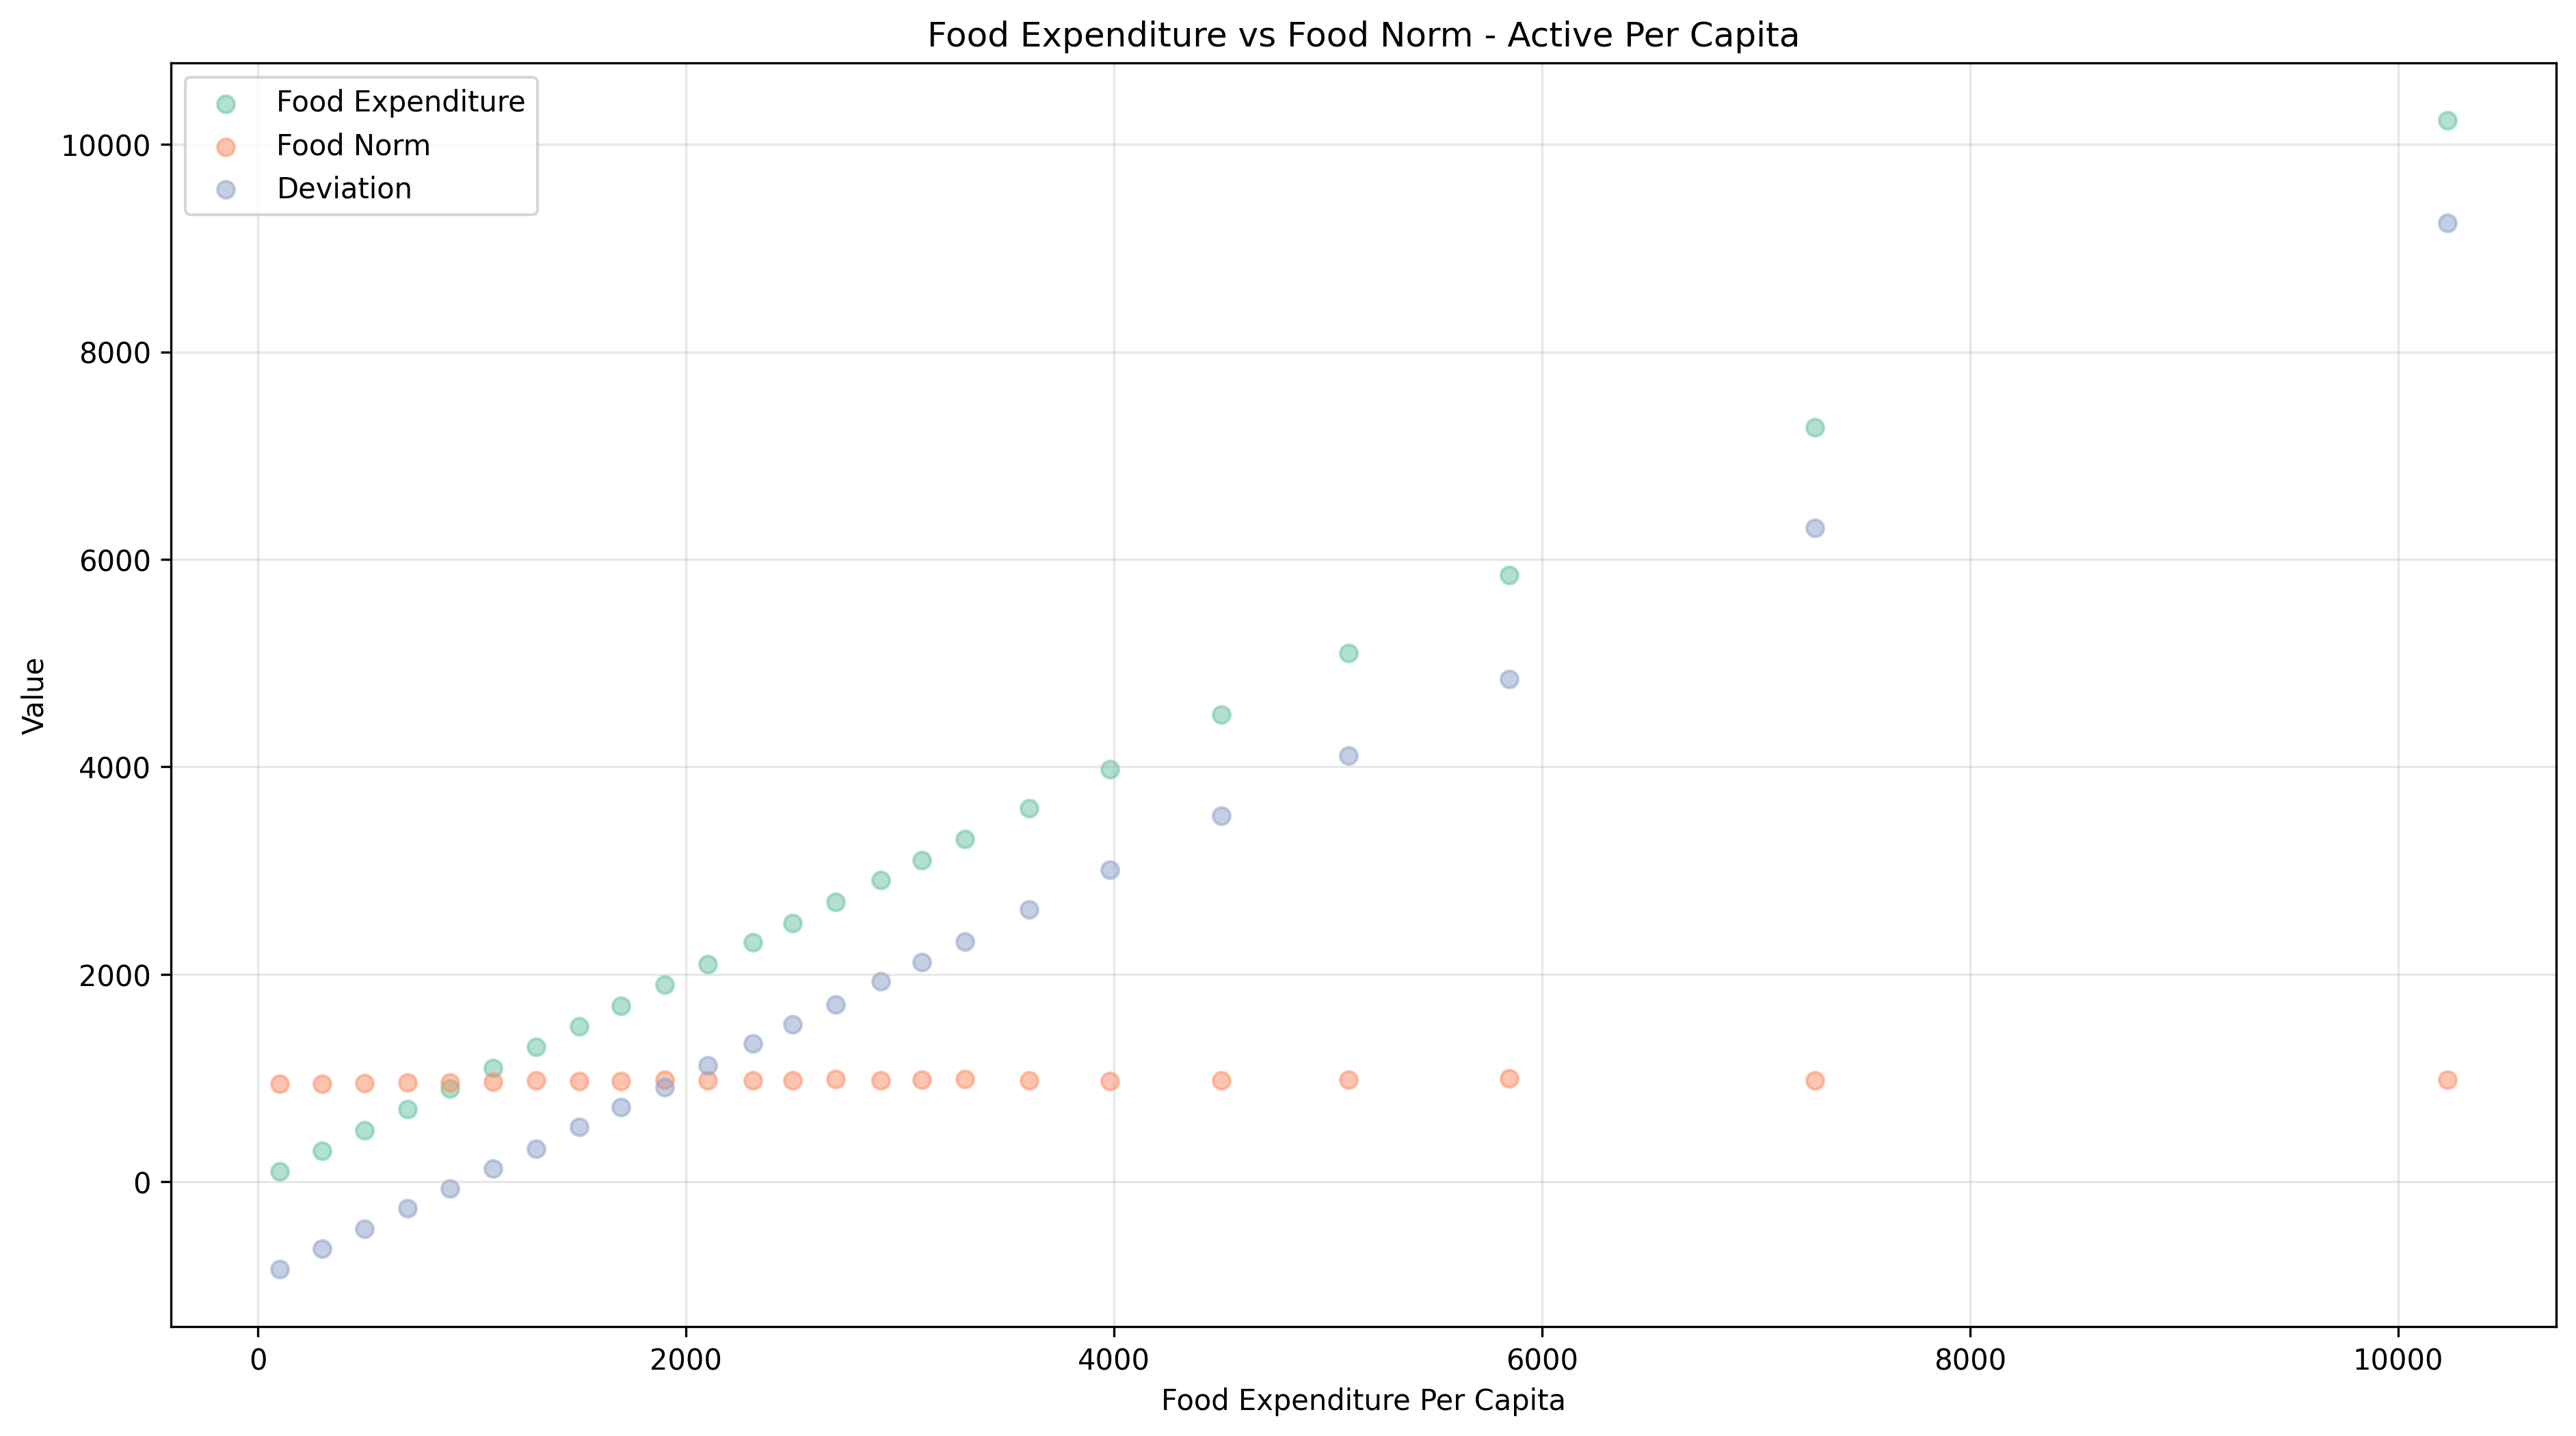 Food Expenditure vs Food Norm - Active Per Capita
Food Expenditure
Food Norm
Deviation
10000
8000
6000
4000
2000
0
Value
0 2000 4000 6000 8000 10000
Food Expenditure Per Capita